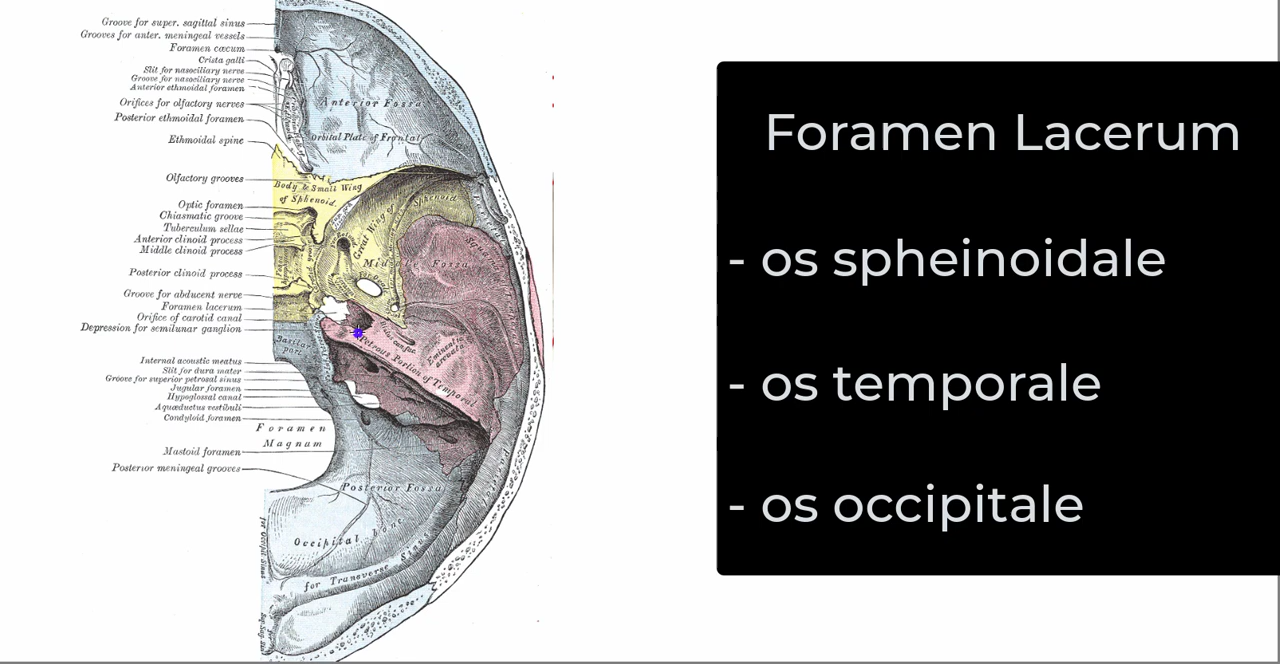 Groove for super. sagittal sinus
Grooves for anter. meningeal vessels
Foramen cæcum
Crista galli
Slit for nasociliary nerve
Groove for nasociliary nerve
Anterior ethmoidal foramen
Orifices for olfactory nerves
Posterior ethmoidal foramen
Ethmoidal spine
Olfactory grooves
Optic foramen
Chiasmatic groove
Tuberculum sellae
Anterior clinoid process
Middle clinoid process
Posterior clinoid process
Groove for abducent nerve
Foramen lacerum
Orifice of carotid canal
Depression for semilunar ganglion
Internal acoustic meatus
Slit for dura mater
Groove for superior petrosal sinus
Jugular foramen
Hypoglossal canal
Aquæductus vestibuli
Condyloid foramen
Mastoid foramen
Posterior meningeal grooves
Anterior Fossa
Orbital Plate of Frontal
Body & Small Wing
of Sphenoid.
Great Wing of Sphenoid
Middle Fossa
Basilar
part
Petrous Portion of Temporal
Foramen
Magnum
Posterior Fossa
Occipital bone
for Transverse Sinus
Foramen Lacerum
- os spheinoidale
- os temporale
- os occipitale